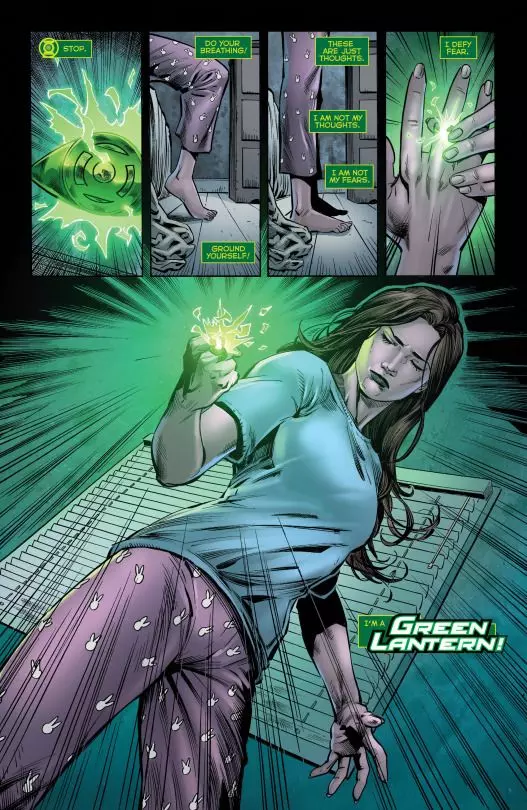 STOP.
DO YOUR
BREATHING!
GROUND
YOURSELF!
THESE
ARE JUST
THOUGHTS.
I AM NOT MY
THOUGHTS.
I AM NOT
MY FEARS.
I DEFY
FEAR.
I'M A
GREEN
LANTERN!